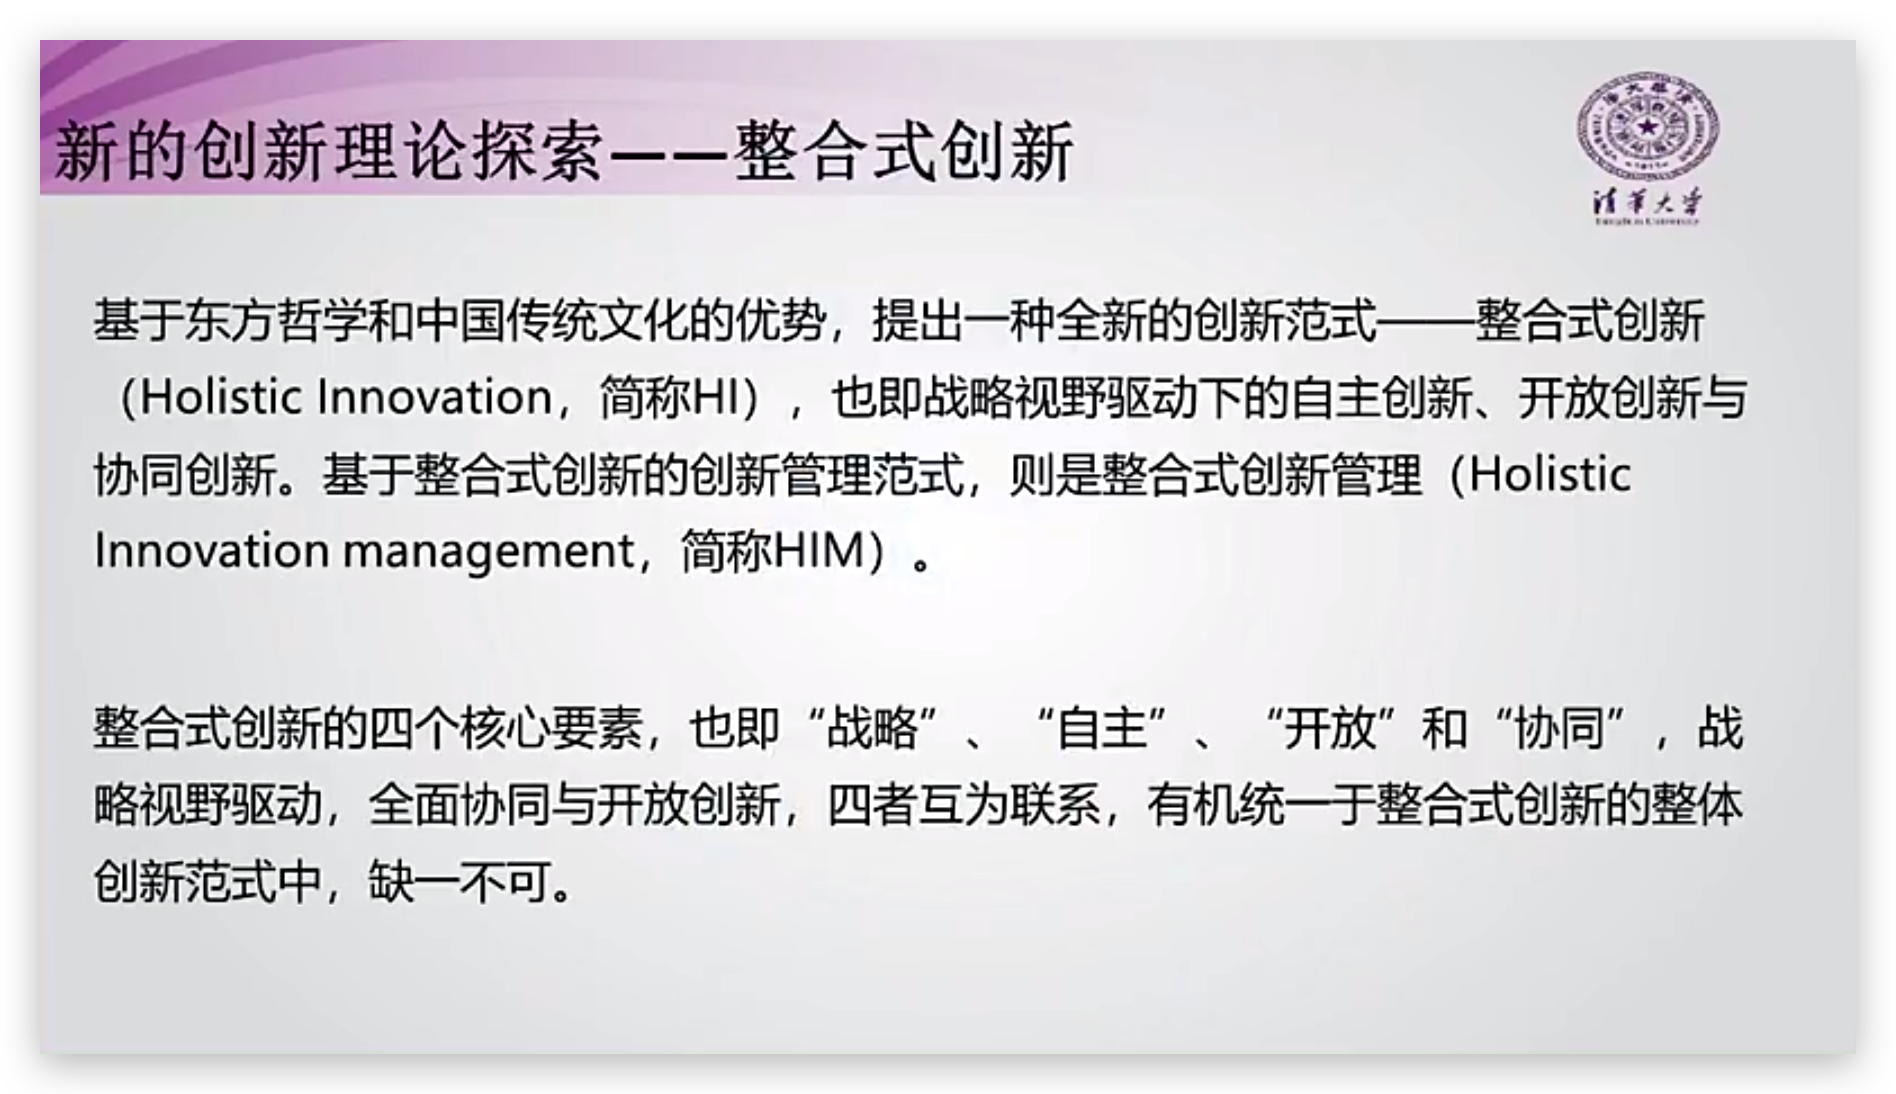 新的创新理论探索——整合式创新
清华大学
Tsinghua University
基于东方哲学和中国传统文化的优势，提出一种全新的创新范式——整合式创新
（Holistic Innovation，简称HI），也即战略视野驱动下的自主创新、开放创新与
协同创新。基于整合式创新的创新管理范式，则是整合式创新管理（Holistic
Innovation management，简称HIM）。
整合式创新的四个核心要素，也即“战略”、“自主”、“开放”和“协同”，战
略视野驱动，全面协同与开放创新，四者互为联系，有机统一于整合式创新的整体
创新范式中，缺一不可。